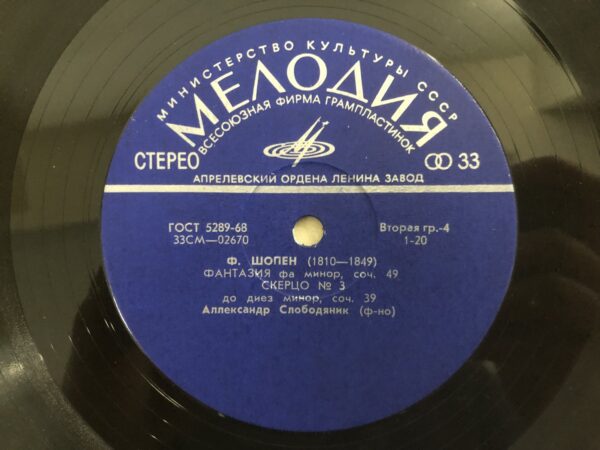 МИНИСТЕРСТВО КУЛЬТУРЫ СССР
МЕЛОДИЯ
ВСЕСОЮЗНАЯ ФИРМА ГРАМПЛАСТИНОК
СТЕРЕО
33
АПРЕЛЕВСКИЙ ОРДЕНА ЛЕНИНА ЗАВОД
ГОСТ 5289-68 Вторая гр.-4
33СМ—02670 1-20
Ф. ШОПЕН (1810—1849)
ФАНТАЗИЯ фа минор, соч. 49
СКЕРЦО № 3
до диез минор, соч. 39
Аллександр Слободяник (ф-но)